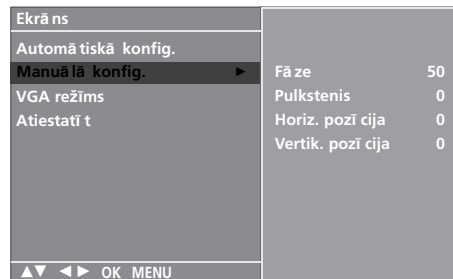 Ekrāns
Automātiskā konfig.
Manuālā konfig. ►
VGA režīms
Atiestatīt
Fāze 50
Pulkstenis 0
Horiz. pozīcija 0
Vertik. pozīcija 0
▲▼ ◄► OK MENU